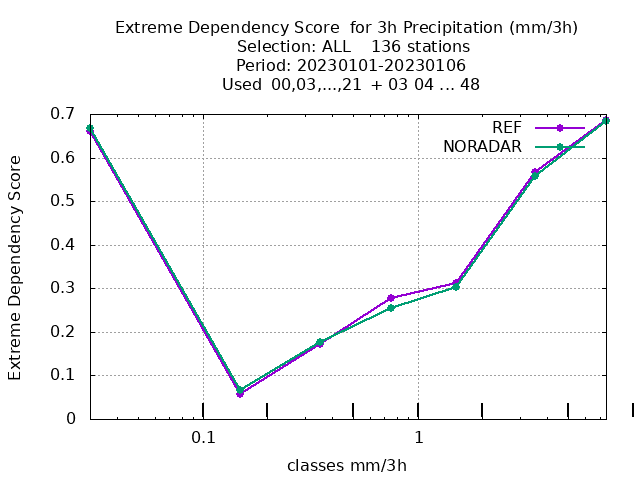 Extreme Dependency Score  for 3h Precipitation (mm/3h)
Selection: ALL    136 stations
Period: 20230101-20230106
Used  00,03,...,21  + 03 04 ... 48
REF
NORADAR
0.7
0.6
0.5
0.4
0.3
0.2
0.1
0
Extreme Dependency Score
0.1 1
classes mm/3h